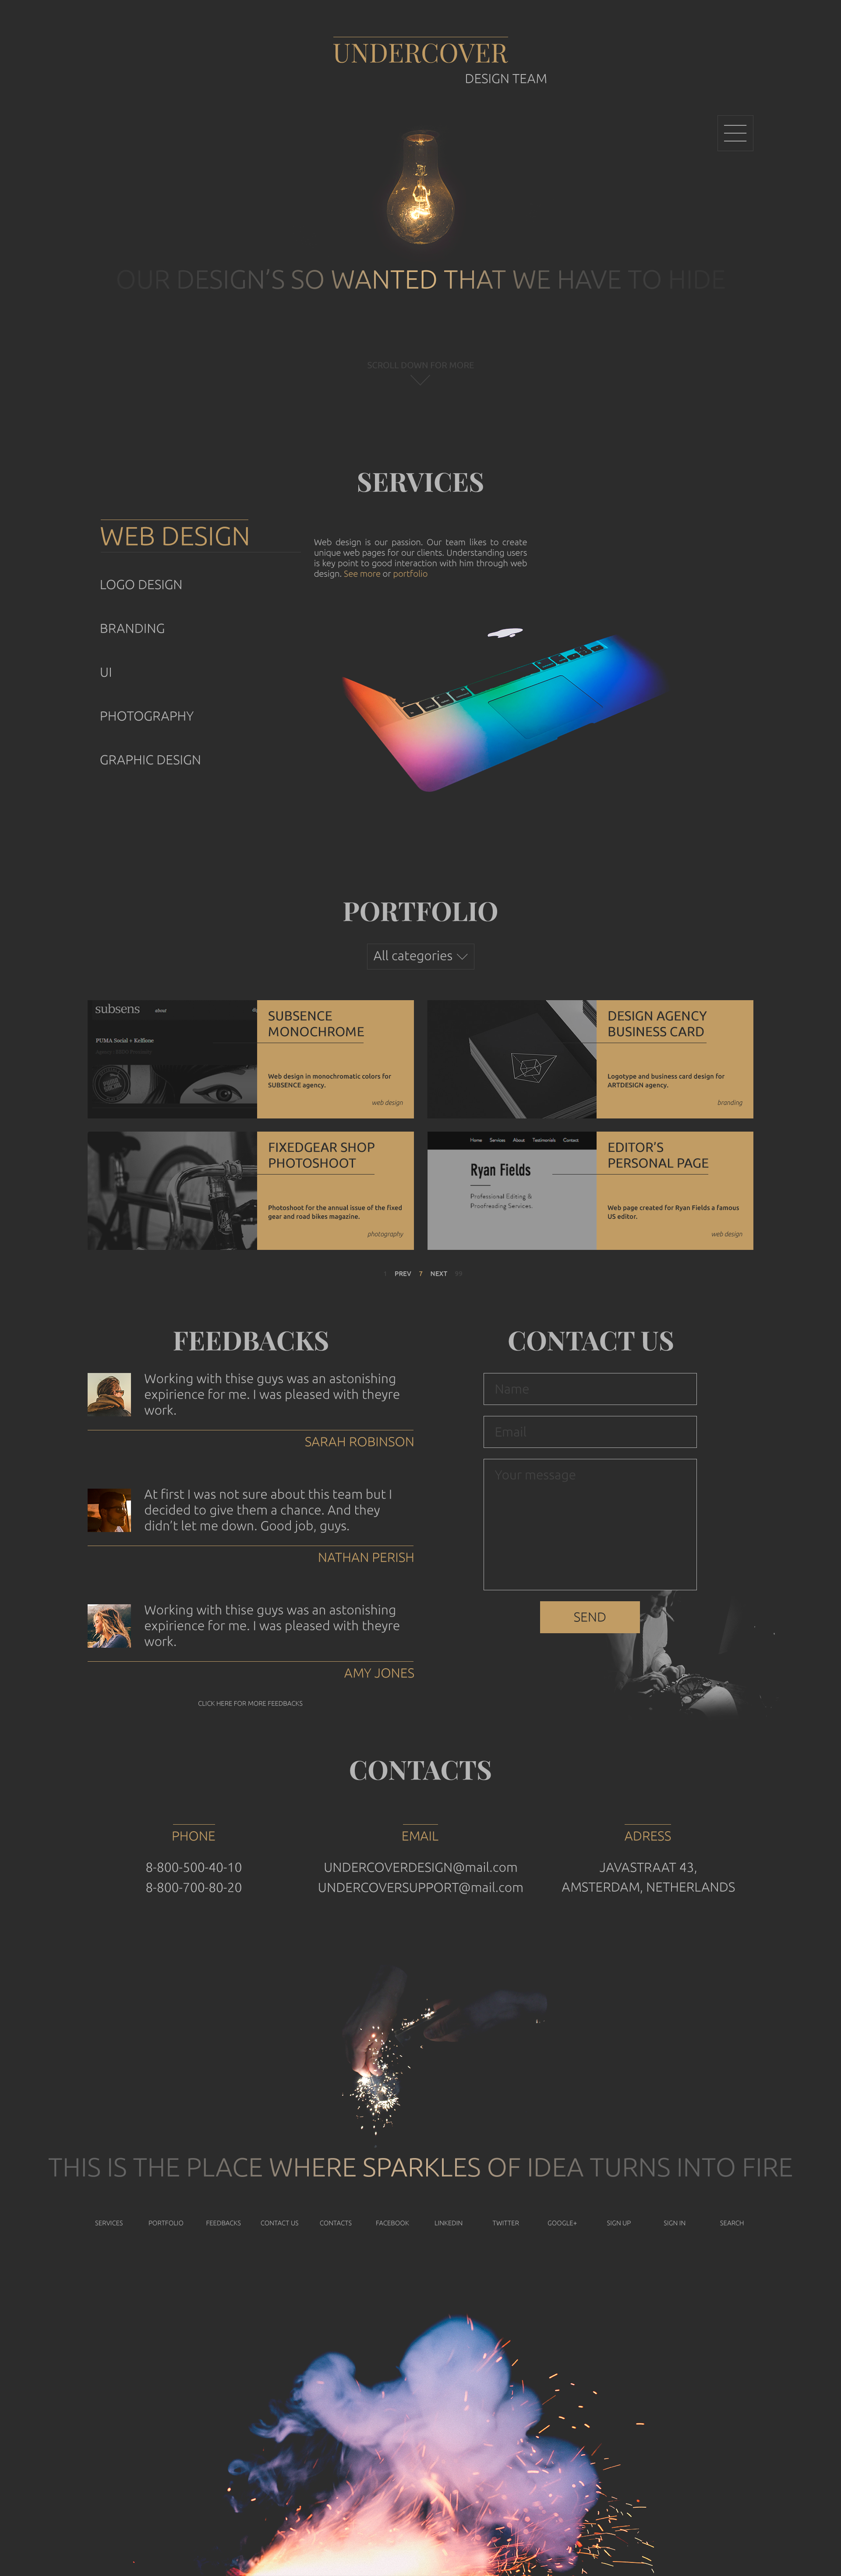 UNDERCOVER
DESIGN TEAM
OUR DESIGN'S SO WANTED THAT WE HAVE TO HIDE
SCROLL DOWN FOR MORE
SERVICES
WEB DESIGN
LOGO DESIGN
BRANDING
UI
PHOTOGRAPHY
GRAPHIC DESIGN
Web design is our passion. Our team likes to create
unique web pages for our clients. Understanding users
is key point to good interaction with him through web
design. See more or portfolio
PORTFOLIO
All categories
subsens
about
PUMA Social + Kelfione
SUBSENCE
MONOCHROME
Web design in monochromatic colors for
SUBSENCE agency.
web design
DESIGN AGENCY
BUSINESS CARD
Logotype and business card design for
ARTDESIGN agency.
branding
FIXEDGEAR SHOP
PHOTOSHOOT
Photoshoot for the annual issue of the fixed
gear and road bikes magazine.
photography
Home Services About Testimonials Contact
Ryan Fields
Professional Editing &
Proofreading Services.
EDITOR'S
PERSONAL PAGE
Web page created for Ryan Fields a famous
US editor.
web design
PREV 7 NEXT
FEEDBACKS
Working with thise guys was an astonishing
expirience for me. I was pleased with theyre
work.
SARAH ROBINSON
At first I was not sure about this team but I
decided to give them a chance. And they
didn't let me down. Good job, guys.
NATHAN PERISH
Working with thise guys was an astonishing
expirience for me. I was pleased with theyre
work.
AMY JONES
CLICK HERE FOR MORE FEEDBACKS
CONTACT US
Name
Email
Your message
SEND
CONTACTS
PHONE
8-800-500-40-10
8-800-700-80-20
EMAIL
UNDERCOVERDESIGN@mail.com
UNDERCOVERSUPPORT@mail.com
ADRESS
JAVASTRAAT 43,
AMSTERDAM, NETHERLANDS
THIS IS THE PLACE WHERE SPARKLES OF IDEA TURNS INTO FIRE
SERVICES PORTFOLIO FEEDBACKS CONTACT US CONTACTS FACEBOOK LINKEDIN TWITTER GOOGLE+ SIGN UP SIGN IN SEARCH